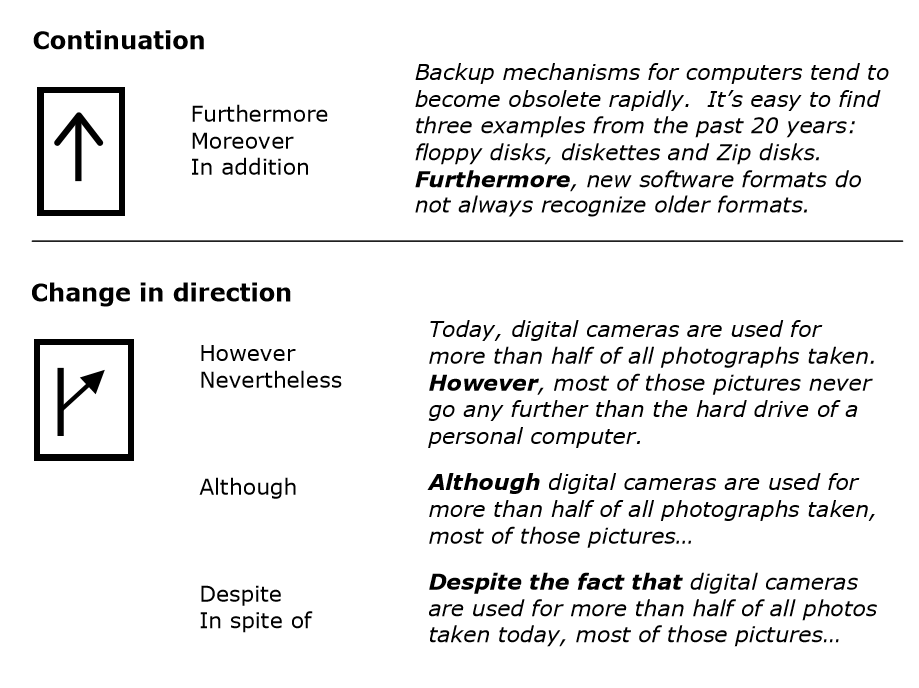 Continuation
Furthermore
Moreover
In addition
Backup mechanisms for computers tend to
become obsolete rapidly.  It’s easy to find
three examples from the past 20 years:
floppy disks, diskettes and Zip disks.
Furthermore, new software formats do
not always recognize older formats.
Change in direction
However
Nevertheless
Today, digital cameras are used for
more than half of all photographs taken.
However, most of those pictures never
go any further than the hard drive of a
personal computer.
Although
Although digital cameras are used for
more than half of all photographs taken,
most of those pictures…
Despite
In spite of
Despite the fact that digital cameras
are used for more than half of all photos
taken today, most of those pictures…